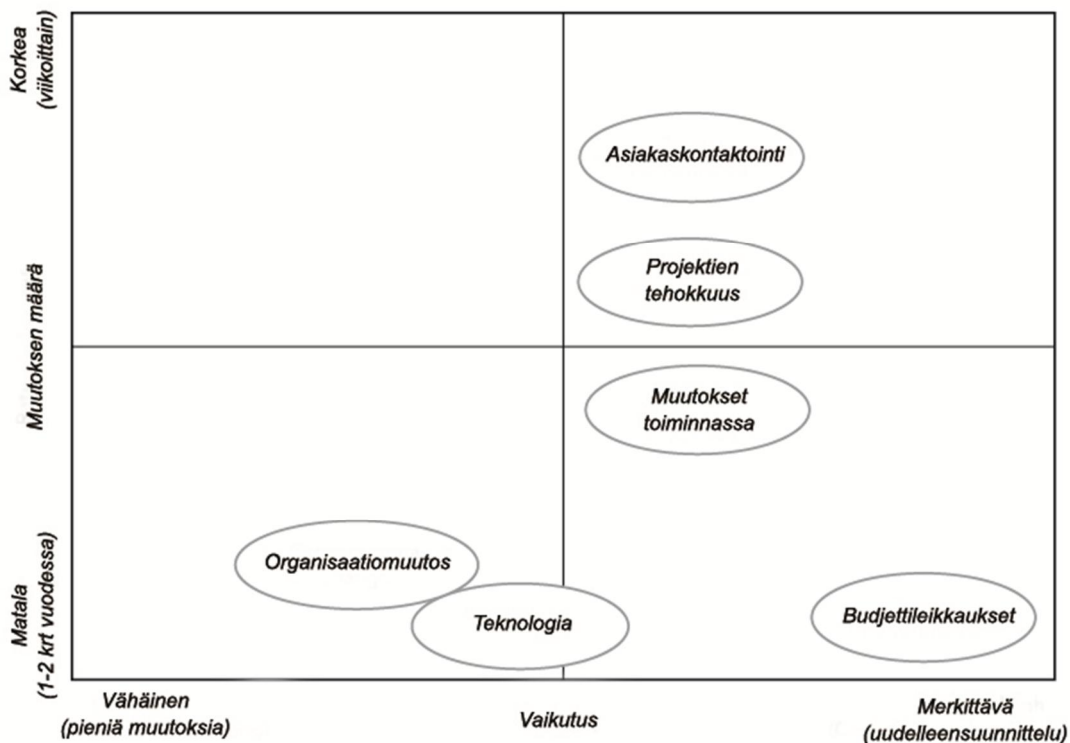 Korkea
(viikoittain)
Asiakaskontaktointi
Projektien
tehokkuus
Muutoksen määrä
Muutokset
toiminnassa
Organisaatiomuutos
Teknologia
Budjettileikkaukset
Matala
(1-2 krt vuodessa)
Vähäinen
(pieniä muutoksia)
Vaikutus
Merkittävä
(uudelleensuunnittelu)